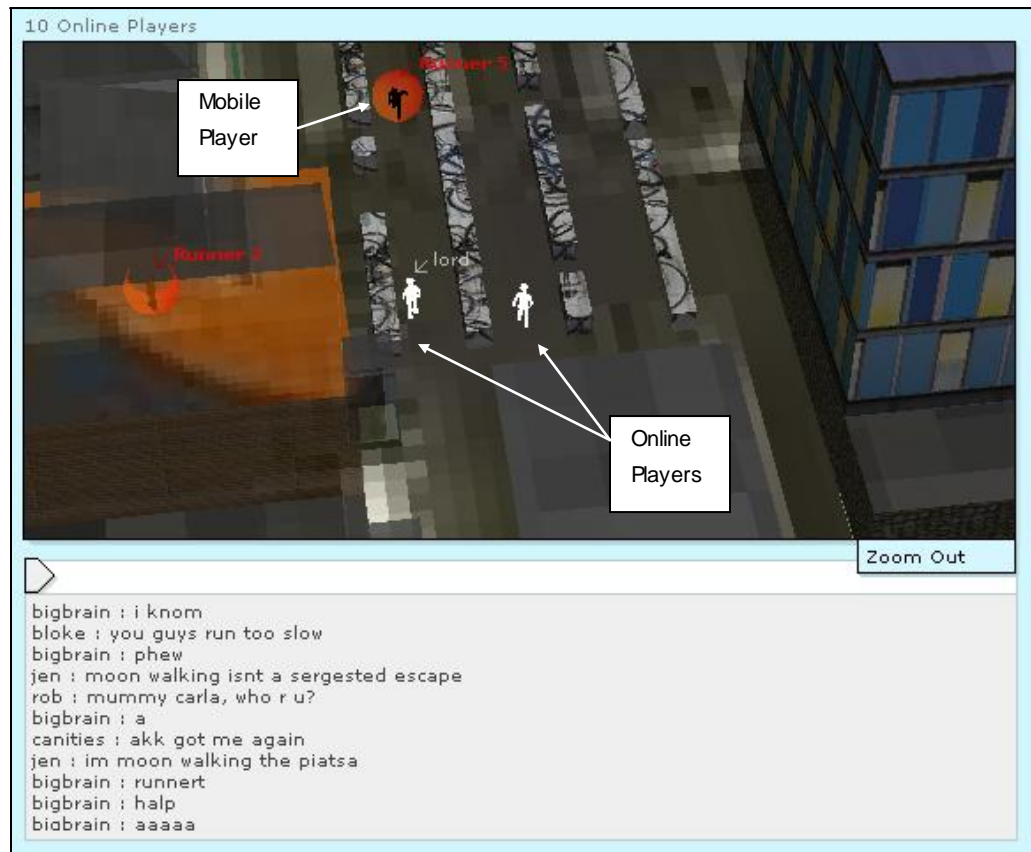 10 Online Players
Runner 5
Mobile
Player
Runner 2
lord
Online
Players
Zoom Out
bigbrain : i knom
bloke : you guys run too slow
bigbrain : phew
jen : moon walking isnt a sergested escape
rob : mummy carla, who r u?
bigbrain : a
canities : akk got me again
jen : im moon walking the piatsa
bigbrain : runnert
bigbrain : halp
bigbrain : aaaaa